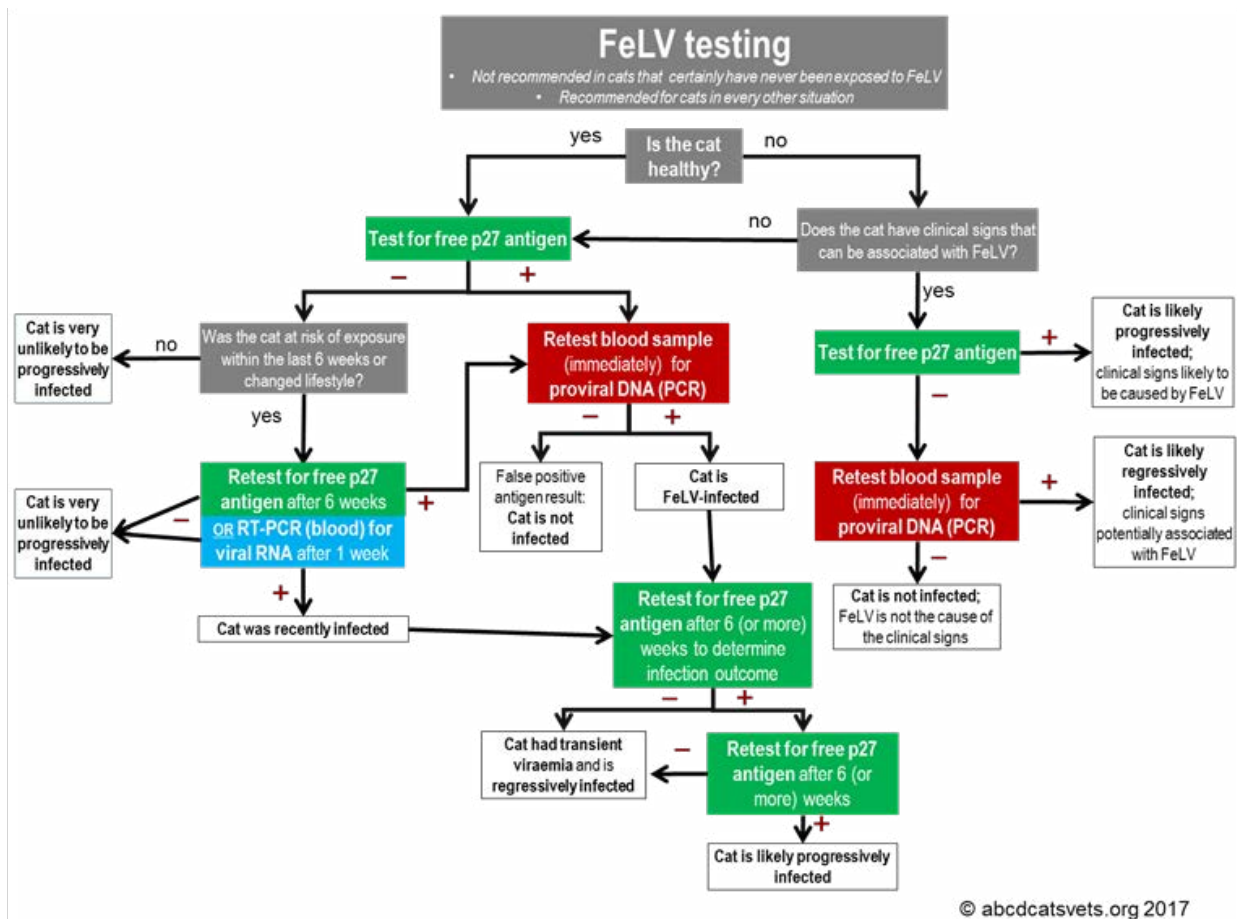 FeLV testing
• Not recommended in cats that certainly have never been exposed to FeLV
• Recommended for cats in every other situation
yes
Is the cat
healthy?
no
Test for free p27 antigen
no
Does the cat have clinical signs that
can be associated with FeLV?
–
+
yes
Cat is very
unlikely to be
progressively
infected
no
Was the cat at risk of exposure
within the last 6 weeks or
changed lifestyle?
Retest blood sample
(immediately) for
proviral DNA (PCR)
Test for free p27 antigen
+
Cat is likely
progressively
infected;
clinical signs likely to
be caused by FeLV
yes
–
+
–
Cat is very
unlikely to be
progressively
infected
–
Retest for free p27
antigen after 6 weeks
OR RT-PCR (blood) for
viral RNA after 1 week
+
False positive
antigen result:
Cat is not
infected
Cat is
FeLV-infected
Retest blood sample
(immediately) for
proviral DNA (PCR)
+
Cat is likely
regressively
infected;
clinical signs
potentially associated
with FeLV
+
–
Cat was recently infected
Retest for free p27
antigen after 6 (or more)
weeks to determine
infection outcome
Cat is not infected;
FeLV is not the cause of
the clinical signs
–
+
Cat had transient
viraemia and is
regressively infected
–
Retest for free p27
antigen after 6 (or
more) weeks
+
Cat is likely progressively
infected
© abcdcatsvets.org 2017